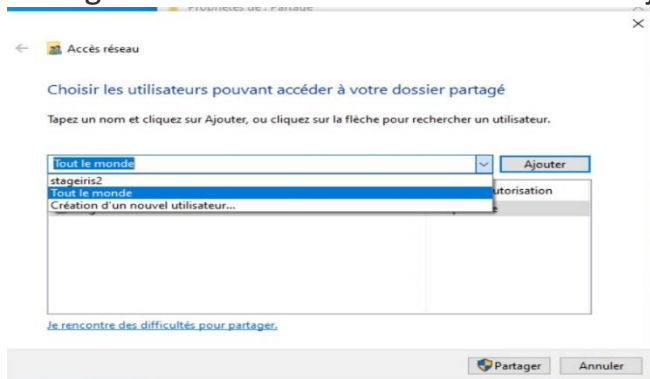 Propriétés de : Partage
Accès réseau
Choisir les utilisateurs pouvant accéder à votre dossier partagé
Tapez un nom et cliquez sur Ajouter, ou cliquez sur la flèche pour rechercher un utilisateur.
Tout le monde
Ajouter
stageiris2
Tout le monde
utorisation
Création d'un nouvel utilisateur...
Je rencontre des difficultés pour partager.
Partager Annuler